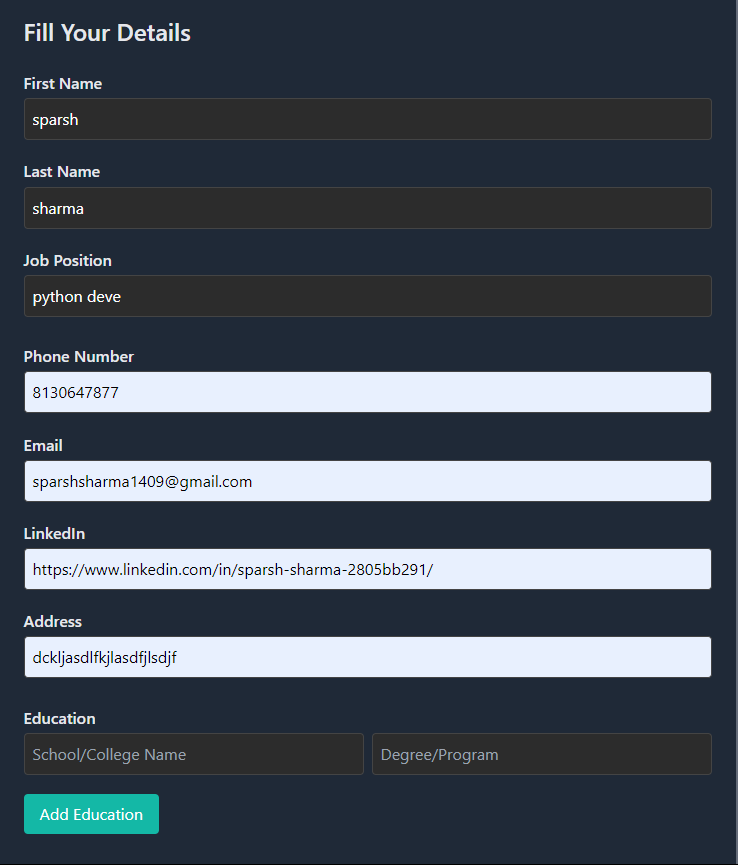 Fill Your Details
First Name
sparsh
Last Name
sharma
Job Position
python deve
Phone Number
8130647877
Email
sparshsharma1409@gmail.com
LinkedIn
https://www.linkedin.com/in/sparsh-sharma-2805bb291/
Address
dckljasdlfkjlasdfjlsdjf
Education
School/College Name Degree/Program
Add Education